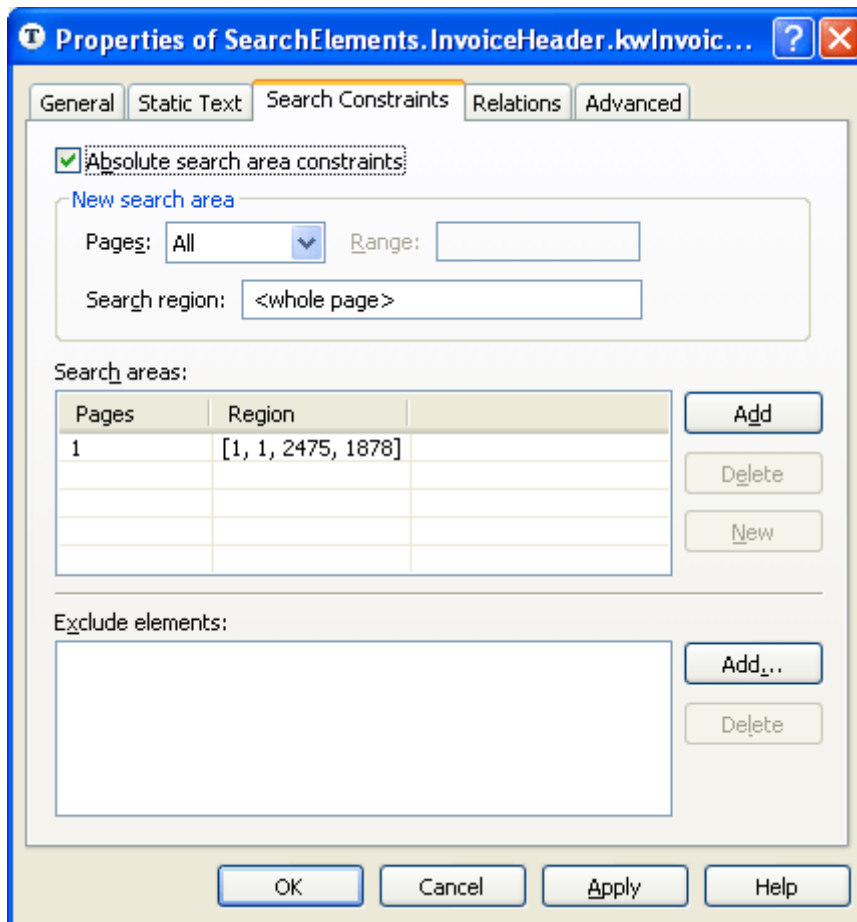 T Properties of SearchElements.InvoiceHeader.kwInvoic... ?
General Static Text Search Constraints Relations Advanced
Absolute search area constraints
New search area
Pages: All Range:
Search region: <whole page>
Search areas:
Pages Region Add
1 [1, 1, 2475, 1878]
Delete
New
Exclude elements:
Add...
Delete
OK Cancel Apply Help